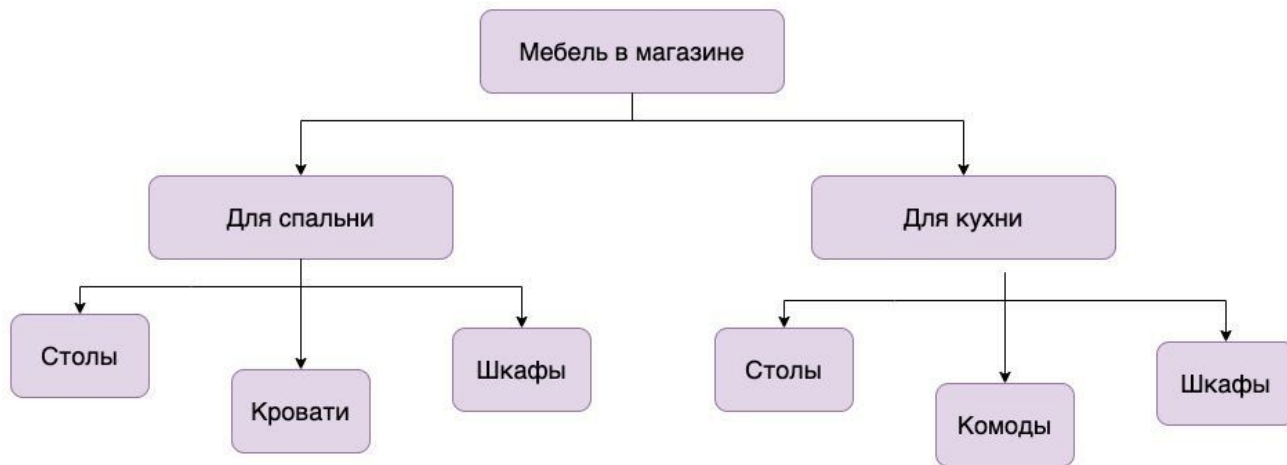 Мебель в магазине
Для спальни
Для кухни
Столы
Кровати
Шкафы
Столы
Комоды
Шкафы